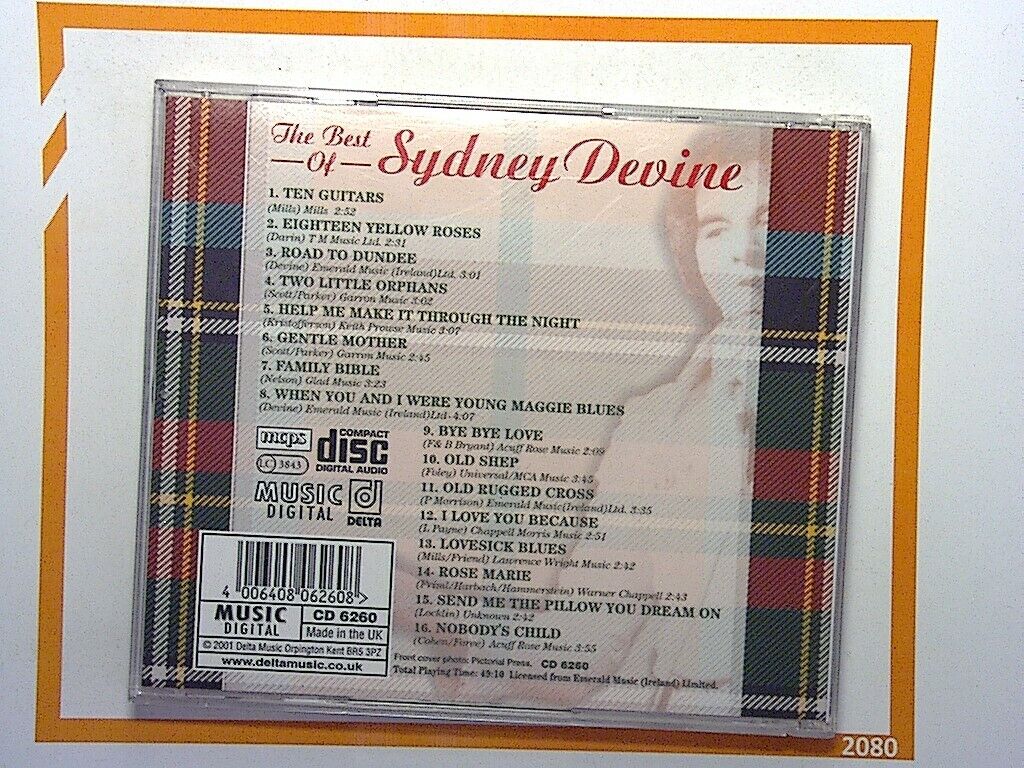 The Best
Of Sydney Devine
1. TEN GUITARS
(Mills) Mills 2:52
2. EIGHTEEN YELLOW ROSES
(Darin) T M Music Ltd. 2:31
3. ROAD TO DUNDEE
(Devine) Emerald Music (Ireland)Ltd. 3:01
4. TWO LITTLE ORPHANS
(Scott/Parker) Garron Music 3:02
5. HELP ME MAKE IT THROUGH THE NIGHT
(Kristofferson) Keith Prouse Music 3:07
6. GENTLE MOTHER
(Scott/Parker) Garron Music 2:45
7. FAMILY BIBLE
(Nelson) Glad Music 3:23
8. WHEN YOU AND I WERE YOUNG MAGGIE BLUES
(Devine) Emerald Music (Ireland)Ltd. 4:07
9. BYE BYE LOVE
(F& B Bryant) Acuff Rose Music 2:09
10. OLD SHEP
(Foley) Universal/MCA Music 3:45
11. OLD RUGGED CROSS
(P Morrison) Emerald Music(Ireland)Ltd. 3:35
12. I LOVE YOU BECAUSE
(L Payne) Chappell Morris Music 2:51
13. LOVESICK BLUES
(Mills/Friend) Lawrence Wright Music 2:42
14. ROSE MARIE
(Friml/Harbach/Hammerstein) Warner Chappell 2:43
15. SEND ME THE PILLOW YOU DREAM ON
(Locklin) Unknown 2:42
16. NOBODY'S CHILD
(Cohen/Foree) Acuff Rose Music 3:55
Front cover photo: Pictorial Press. CD 6260
Total Playing Time: 49:10 Licensed from Emerald Music (Ireland) Limited.
mcps
LC 3843
COMPACT
disc
DIGITAL AUDIO
MUSIC
DIGITAL
DELTA
4 006408 062608
MUSIC
DIGITAL
CD 6260
Made in the UK
© 2001 Delta Music Orpington Kent BR5 3PZ
www.deltamusic.co.uk
2080